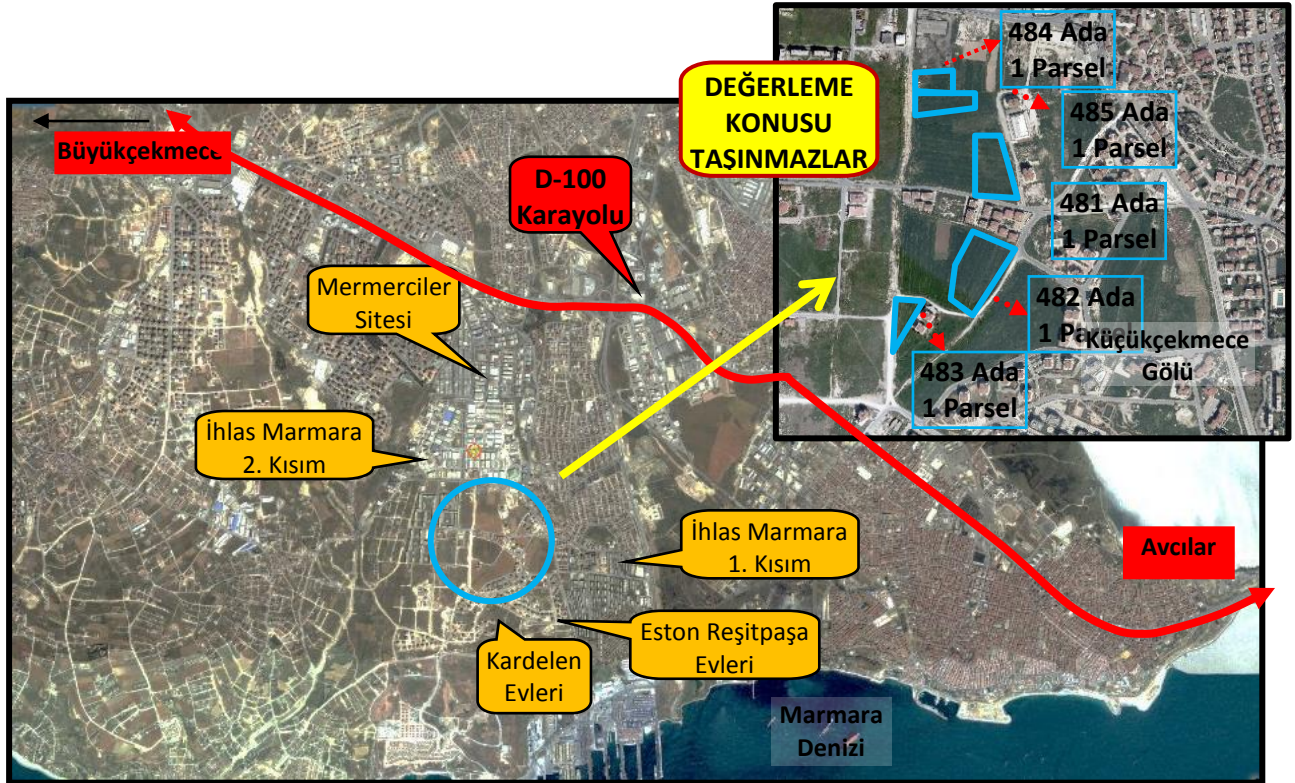 484 Ada
1 Parsel
DEĞERLEME
KONUSU
TAŞINMAZLAR
485 Ada
1 Parsel
Büyükçekmece
D-100
Karayolu
481 Ada
1 Parsel
Mermerciler
Sitesi
482 Ada
1 Parsel
Küçükçekmece
Gölü
483 Ada
1 Parsel
İhlas Marmara
2. Kısım
İhlas Marmara
1. Kısım
Avcılar
Eston Reşitpaşa
Evleri
Kardelen
Evleri
Marmara
Denizi